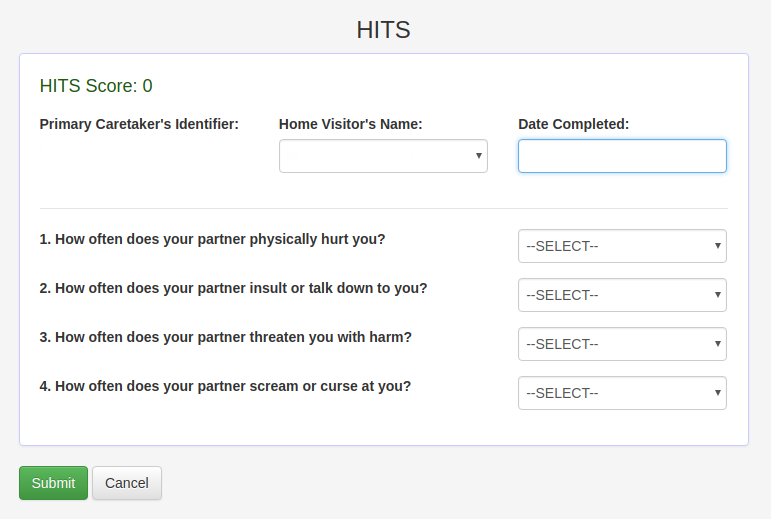 HITS
HITS Score: 0
Primary Caretaker's Identifier: Home Visitor's Name: Date Completed:
1. How often does your partner physically hurt you? --SELECT--
2. How often does your partner insult or talk down to you? --SELECT--
3. How often does your partner threaten you with harm? --SELECT--
4. How often does your partner scream or curse at you? --SELECT--
Submit Cancel